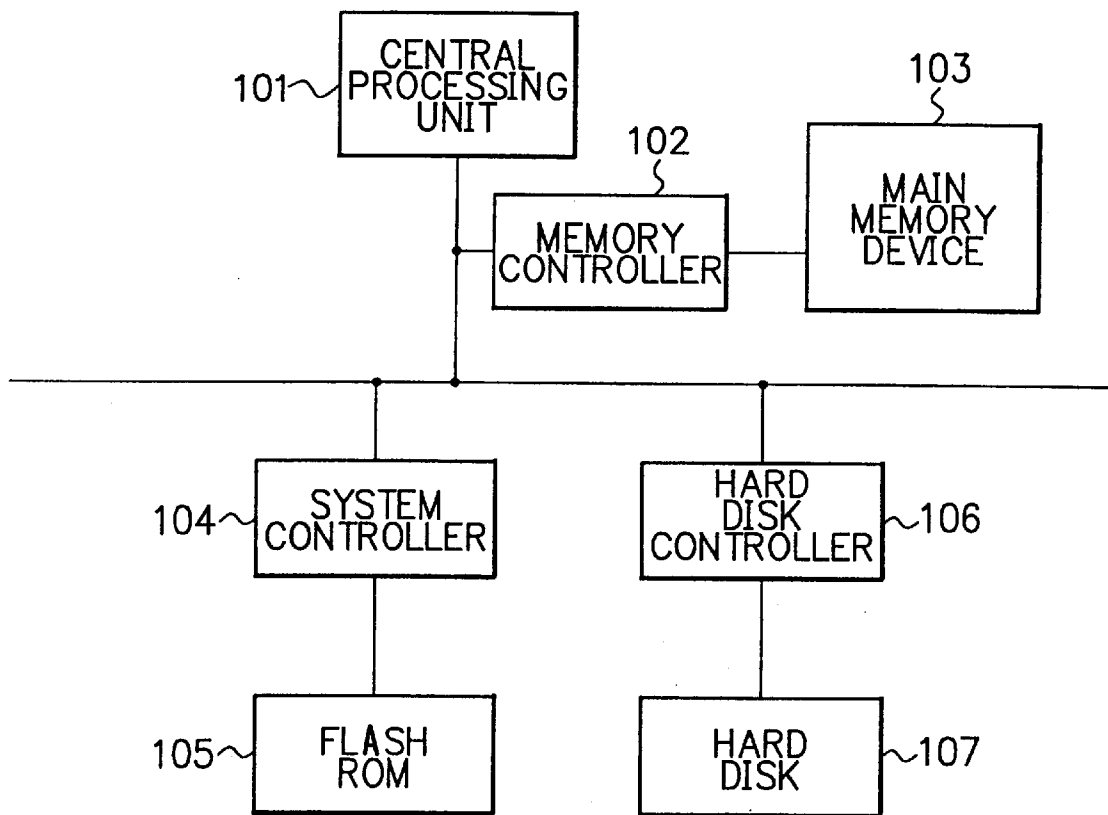 101
CENTRAL
PROCESSING
UNIT
102
MEMORY
CONTROLLER
103
MAIN
MEMORY
DEVICE
104
SYSTEM
CONTROLLER
HARD
DISK
CONTROLLER
106
105
FLASH
ROM
HARD
DISK
107